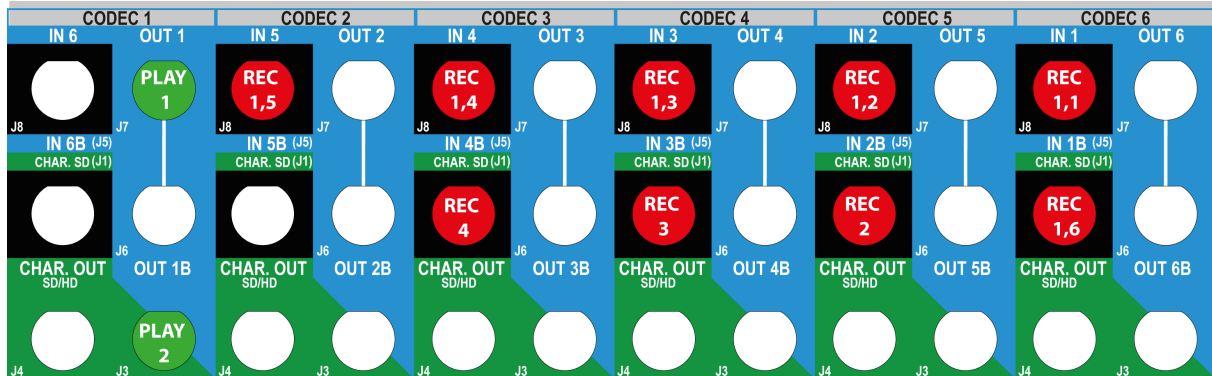 CODEC 1 CODEC 2 CODEC 3 CODEC 4 CODEC 5 CODEC 6
IN 6 OUT 1 IN 5 OUT 2 IN 4 OUT 3 IN 3 OUT 4 IN 2 OUT 5 IN 1 OUT 6
PLAY REC REC REC REC REC
1 1,5 1,4 1,3 1,2 1,1
J8 J7 J8 J7 J8 J7 J8 J7 J8 J7 J8 J7
IN 6B (J5) IN 5B (J5) IN 4B (J5) IN 3B (J5) IN 2B (J5) IN 1B (J5)
CHAR. SD (J1) CHAR. SD (J1) CHAR. SD (J1) CHAR. SD (J1) CHAR. SD (J1) CHAR. SD (J1)
REC REC REC REC
4 3 2 1,6
J6 J6 J6 J6 J6 J6
CHAR. OUT OUT 1B CHAR. OUT OUT 2B CHAR. OUT OUT 3B CHAR. OUT OUT 4B CHAR. OUT OUT 5B CHAR. OUT OUT 6B
SD/HD SD/HD SD/HD SD/HD SD/HD SD/HD
PLAY
2
J4 J3 J4 J3 J4 J3 J4 J3 J4 J3 J4 J3